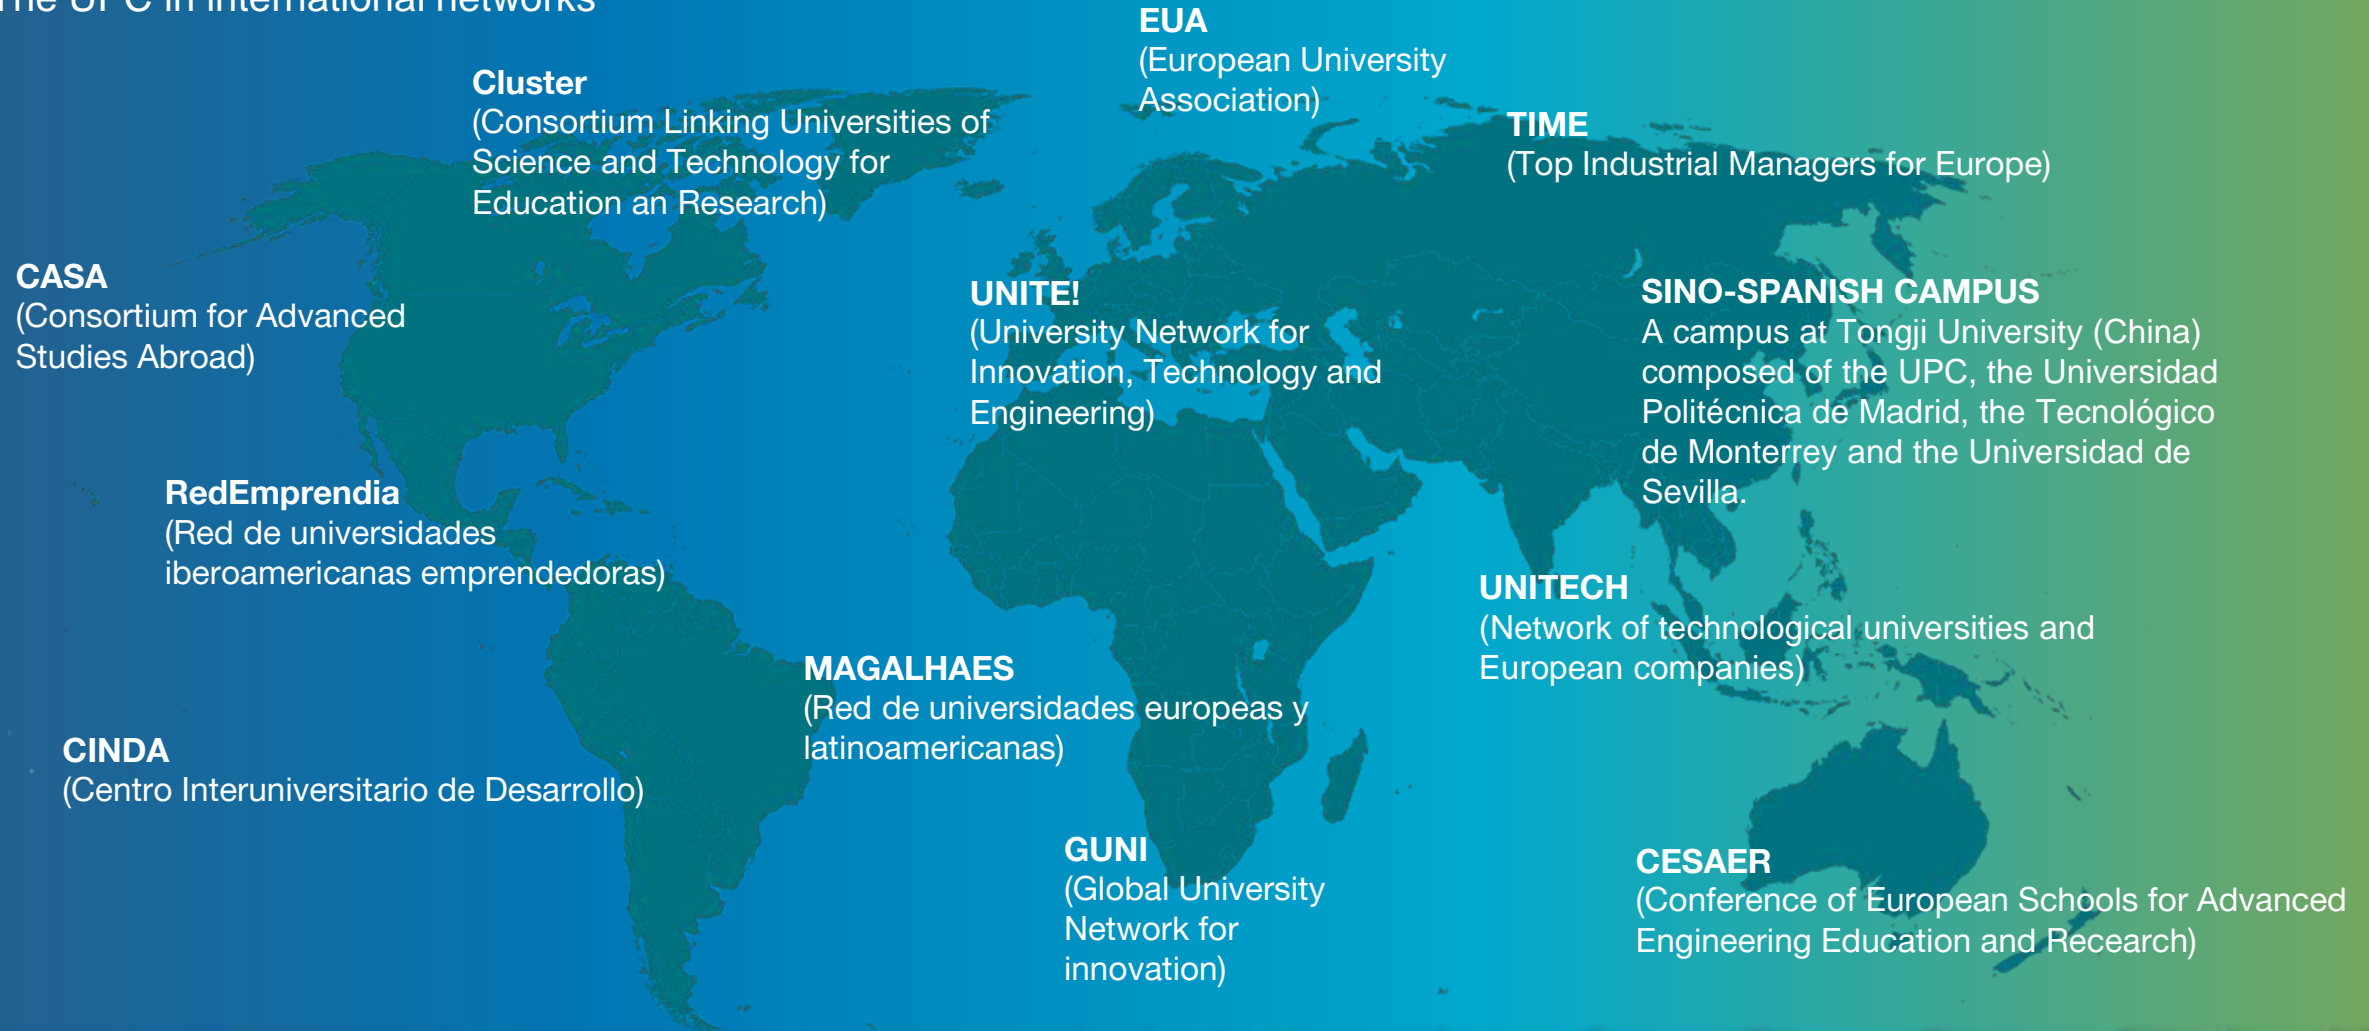 The UPC in international networks
EUA
(European University
Association)
Cluster
(Consortium Linking Universities of
Science and Technology for
Education an Research)
TIME
(Top Industrial Managers for Europe)
CASA
(Consortium for Advanced
Studies Abroad)
UNITE!
(University Network for
Innovation, Technology and
Engineering)
SINO-SPANISH CAMPUS
A campus at Tongji University (China)
composed of the UPC, the Universidad
Politécnica de Madrid, the Tecnológico
de Monterrey and the Universidad de
Sevilla.
RedEmprendia
(Red de universidades
iberoamericanas emprendedoras)
UNITECH
(Network of technological universities and
European companies)
MAGALHAES
(Red de universidades europeas y
latinoamericanas)
CINDA
(Centro Interuniversitario de Desarrollo)
GUNI
(Global University
Network for
innovation)
CESAER
(Conference of European Schools for Advanced
Engineering Education and Recearch)